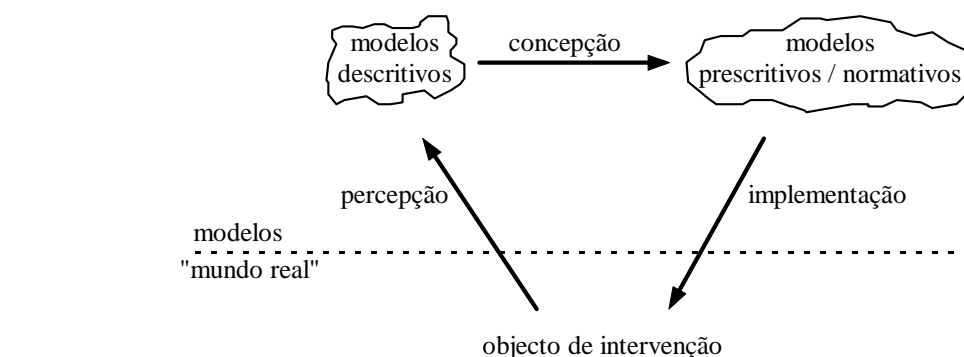 modelos
descritivos
concepção
modelos
prescritivos / normativos
percepção
implementação
modelos
"mundo real"
objecto de intervenção